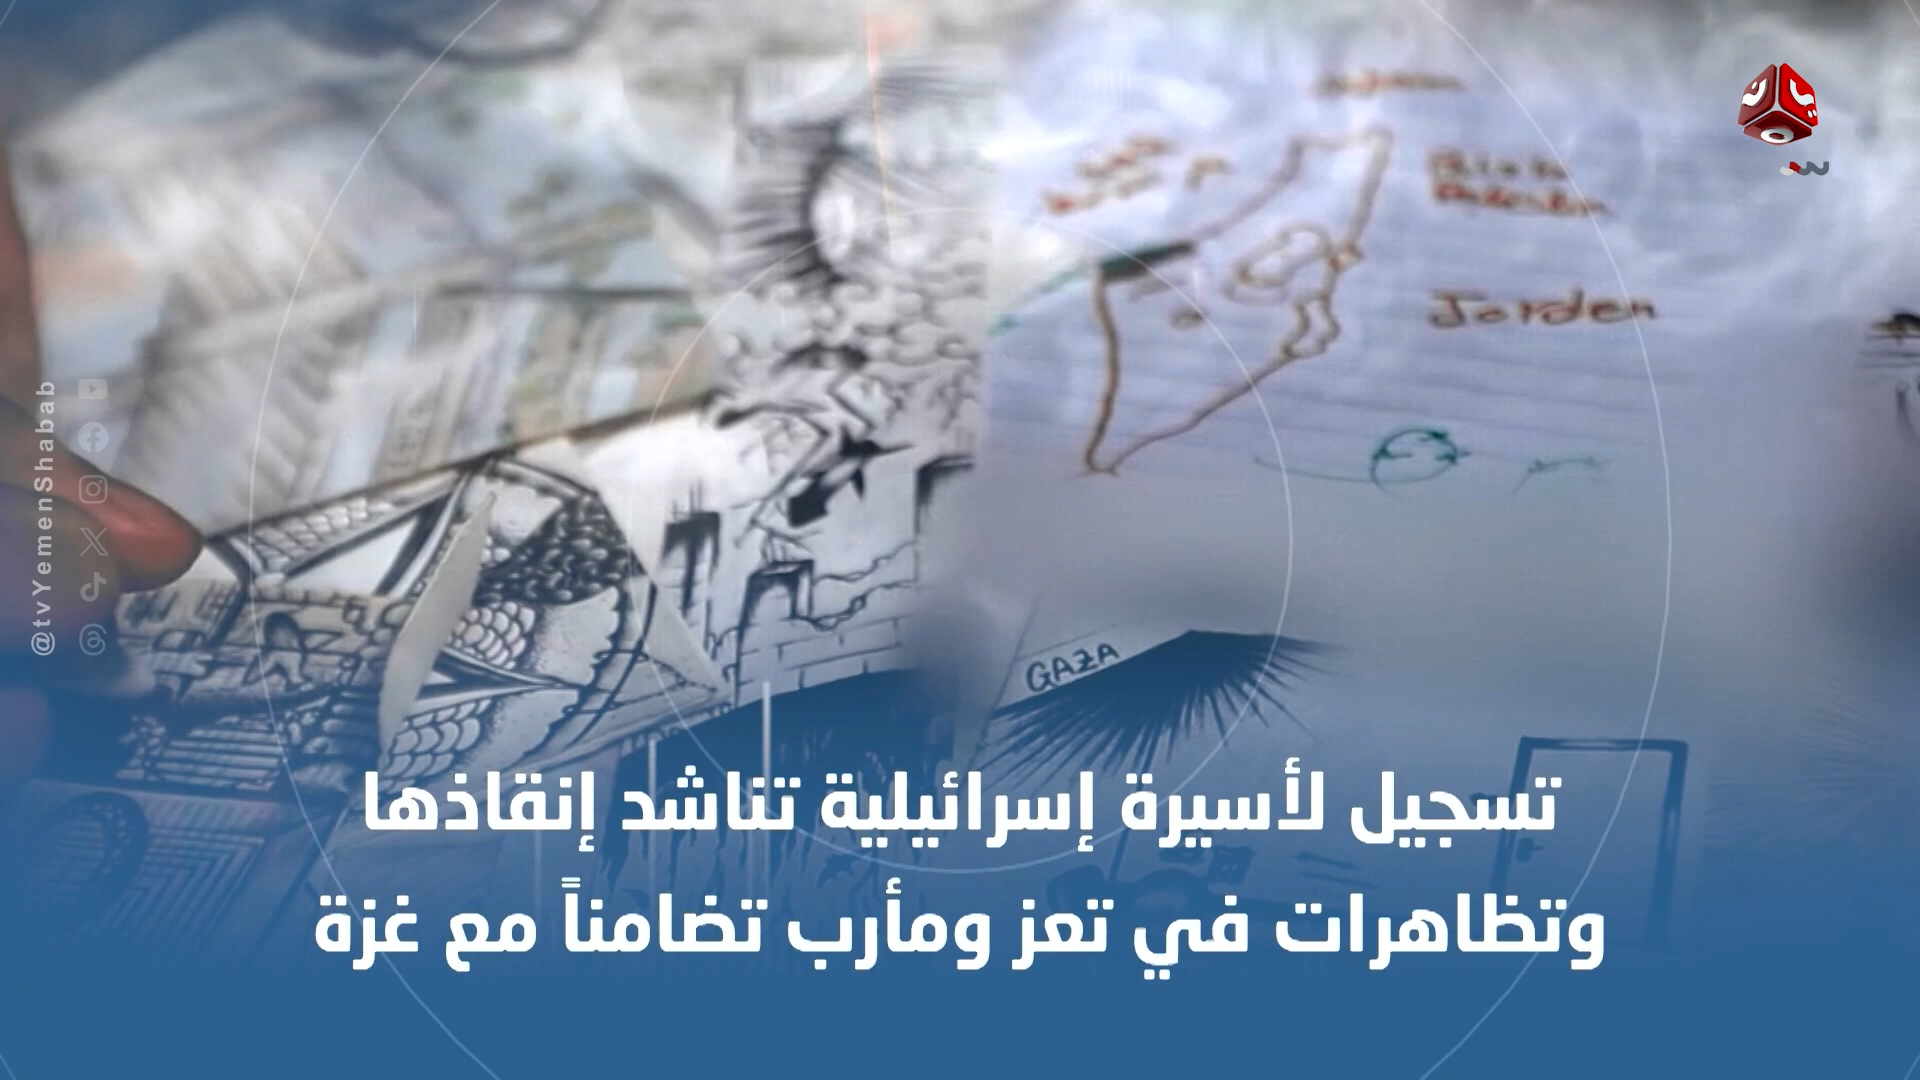 Jorden
@tvYemenShabab
GAZA
تسجيل لأسيرة إسرائيلية تناشد إنقاذها
وتظاهرات في تعز ومأرب تضامناً مع غزة